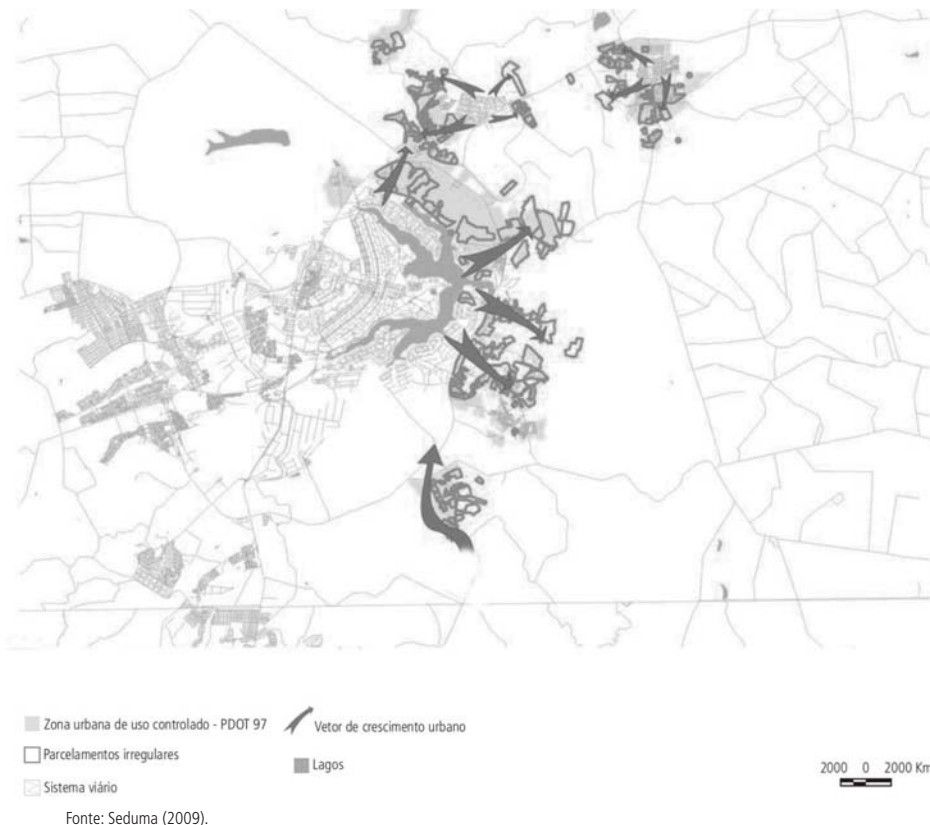 Zona urbana de uso controlado - PDOT 97
Vetor de crescimento urbano
Parcelamentos irregulares
Lagos
Sistema viário
2000 0 2000 Km
Fonte: Seduma (2009).